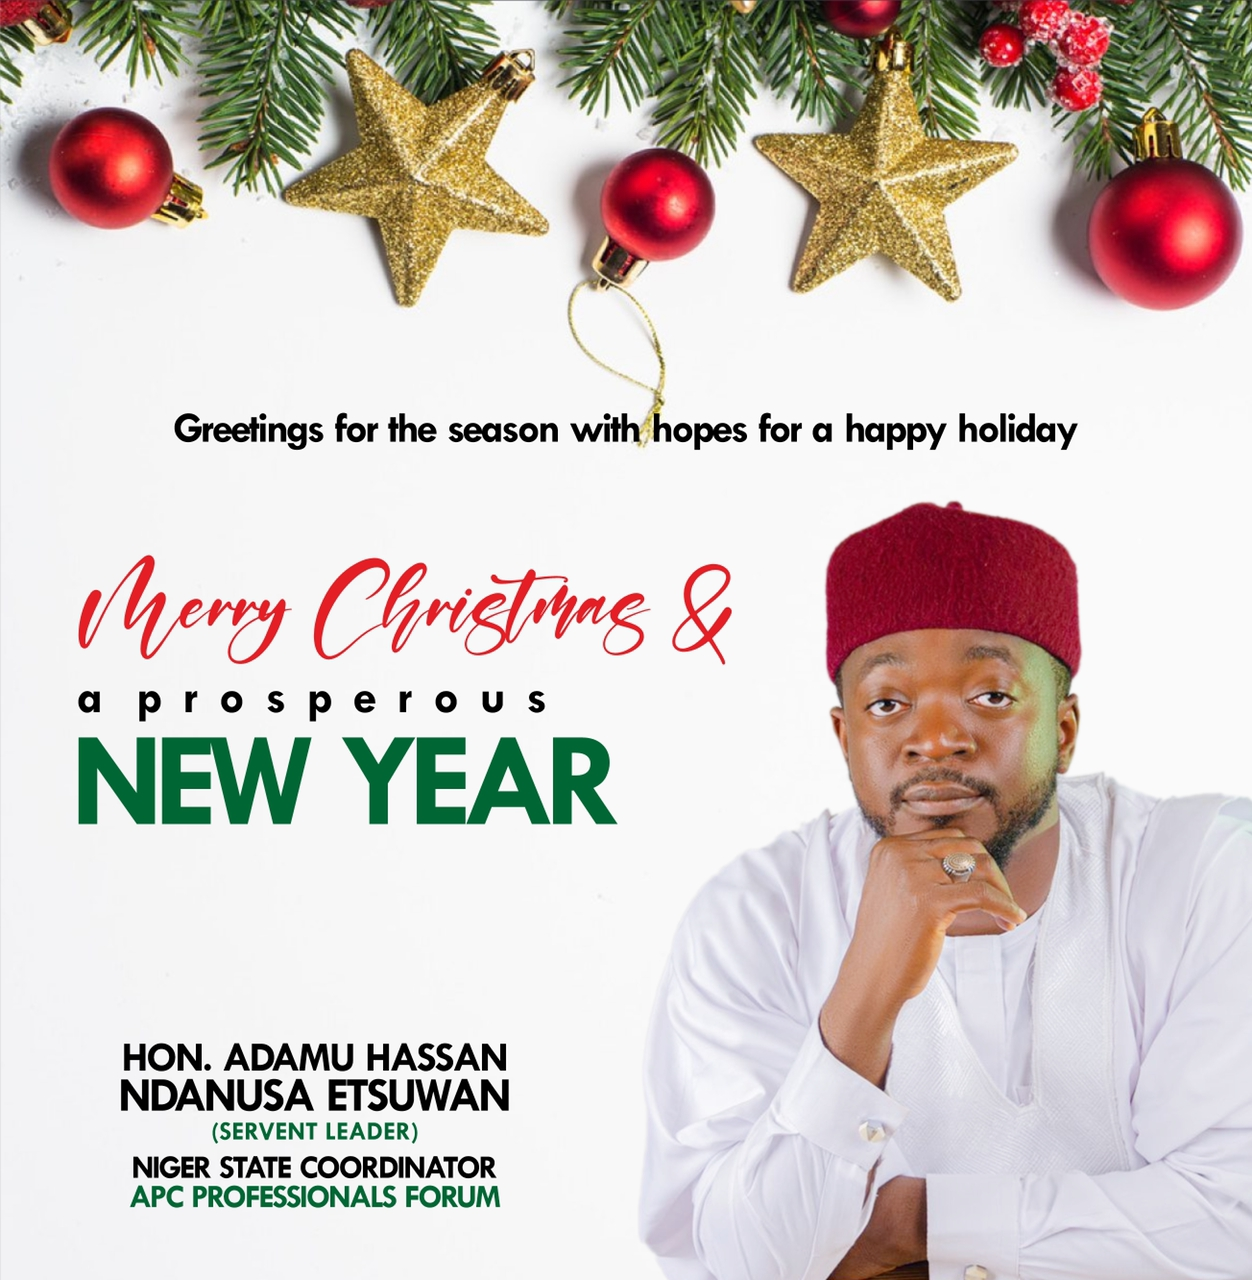 Greetings for the season with hopes for a happy holiday
Merry Christmas &
a prosperous
NEW YEAR
HON. ADAMU HASSAN
NDANUSA ETSUWAN
(SERVENT LEADER)
NIGER STATE COORDINATOR
APC PROFESSIONALS FORUM